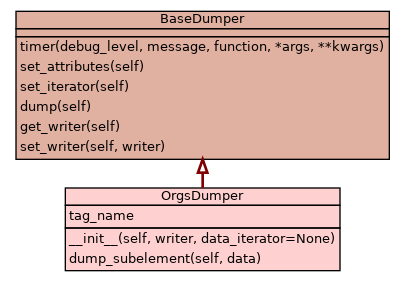 BaseDumper
timer(debug_level, message, function, *args, **kwargs)
set_attributes(self)
set_iterator(self)
dump(self)
get_writer(self)
set_writer(self, writer)
OrgsDumper
tag_name
__init__(self, writer, data_iterator=None)
dump_subelement(self, data)